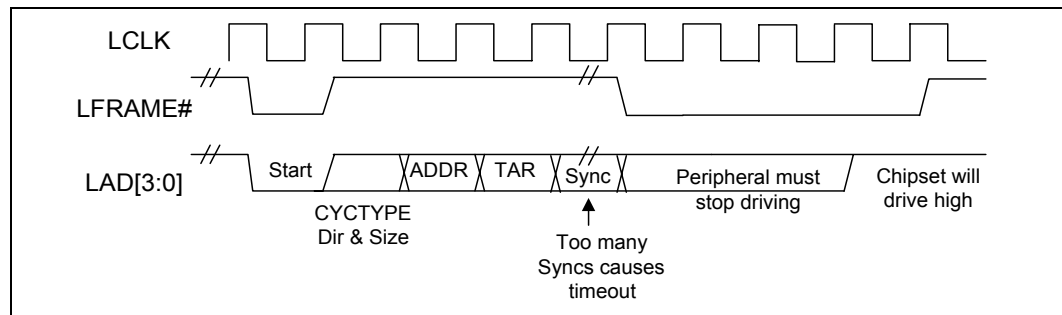 LCLK
LFRAME#
LAD[3:0]
Start
ADDR
TAR
Sync
Peripheral must
stop driving
Chipset will
drive high
CYCTYPE
Dir & Size
Too many
Syncs causes
timeout